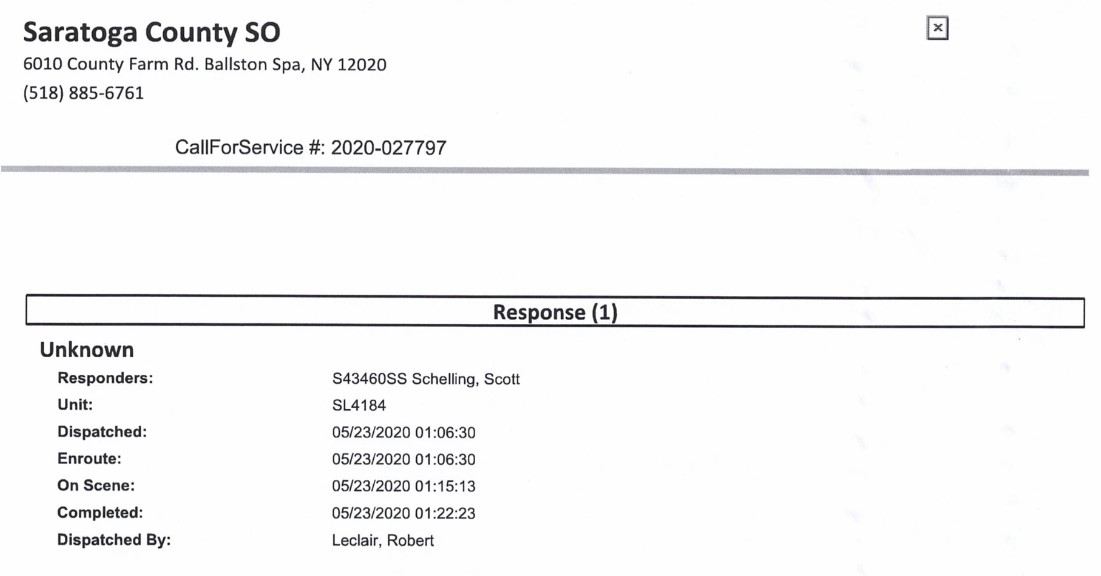 Saratoga County SO
6010 County Farm Rd. Ballston Spa, NY 12020
(518) 885-6761
CallForService #: 2020-027797
Response (1)
Unknown
Responders: S43460SS Schelling, Scott
Unit: SL4184
Dispatched: 05/23/2020 01:06:30
Enroute: 05/23/2020 01:06:30
On Scene: 05/23/2020 01:15:13
Completed: 05/23/2020 01:22:23
Dispatched By: Leclair, Robert